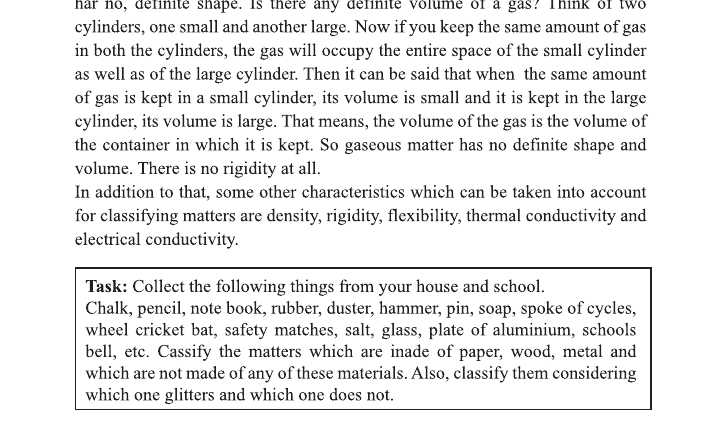 har no, definite shape. Is there any definite volume of a gas? Think of two
cylinders, one small and another large. Now if you keep the same amount of gas
in both the cylinders, the gas will occupy the entire space of the small cylinder
as well as of the large cylinder. Then it can be said that when the same amount
of gas is kept in a small cylinder, its volume is small and it is kept in the large
cylinder, its volume is large. That means, the volume of the gas is the volume of
the container in which it is kept. So gaseous matter has no definite shape and
volume. There is no rigidity at all.
In addition to that, some other characteristics which can be taken into account
for classifying matters are density, rigidity, flexibility, thermal conductivity and
electrical conductivity.
Task: Collect the following things from your house and school.
Chalk, pencil, note book, rubber, duster, hammer, pin, soap, spoke of cycles,
wheel cricket bat, safety matches, salt, glass, plate of aluminium, schools
bell, etc. Cassify the matters which are inade of paper, wood, metal and
which are not made of any of these materials. Also, classify them considering
which one glitters and which one does not.